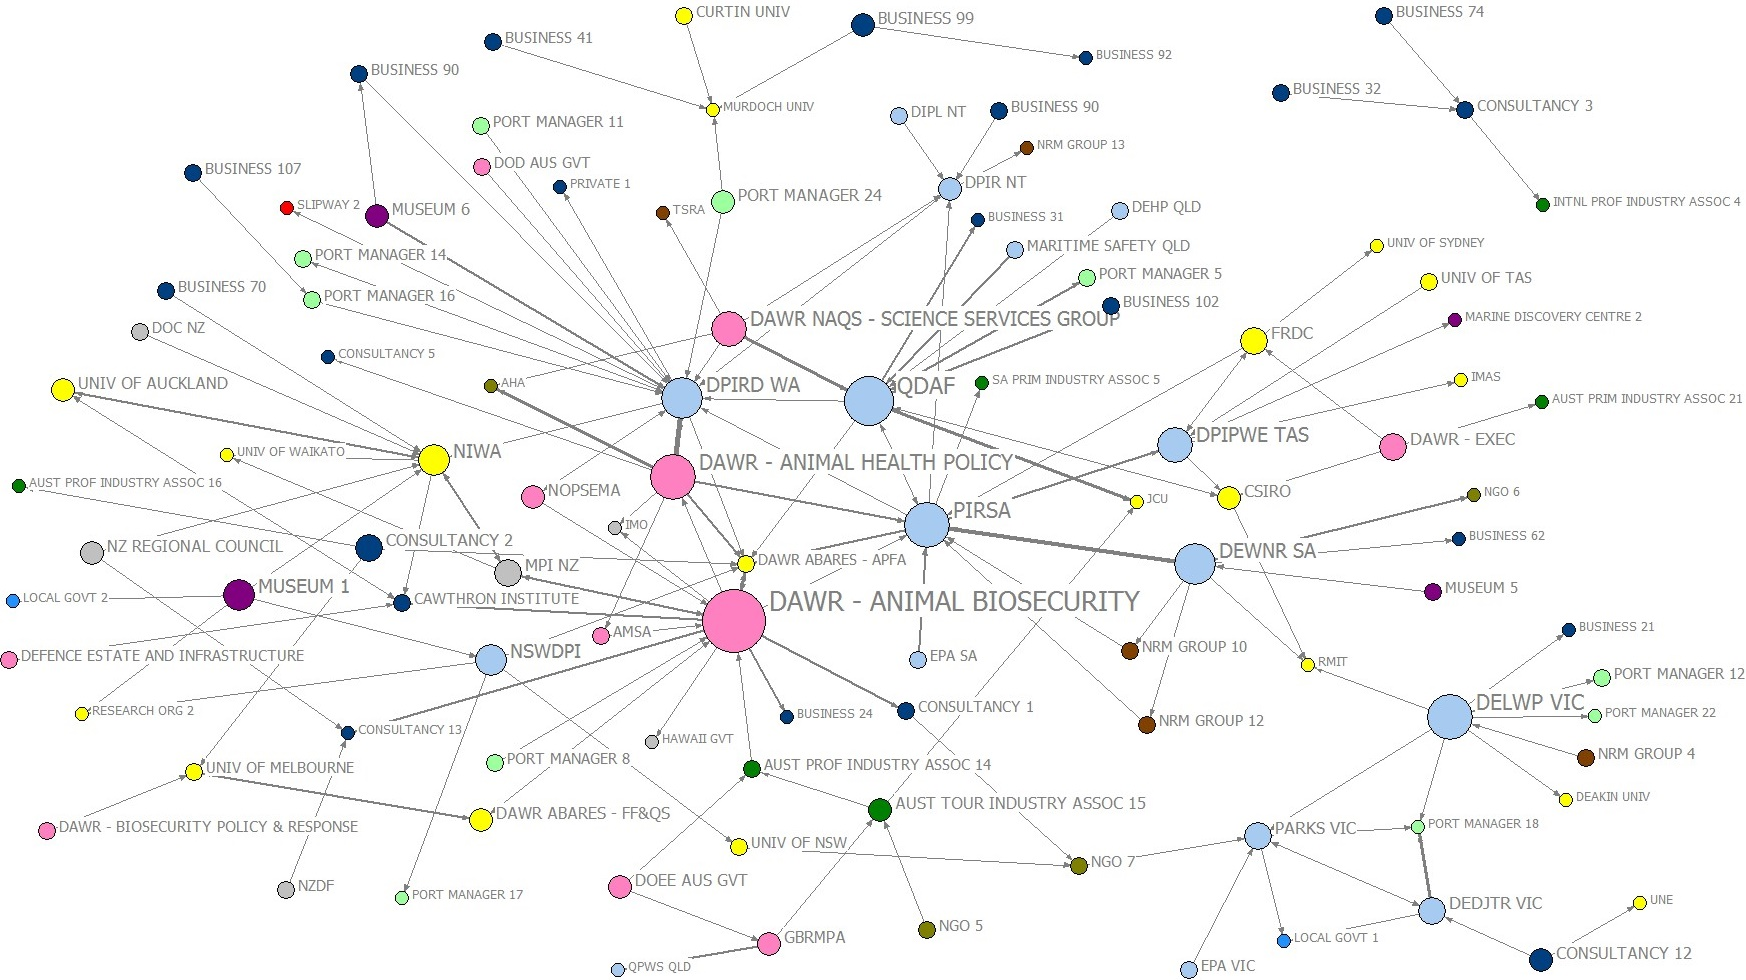 CURTIN UNIV
BUSINESS 99
BUSINESS 74
BUSINESS 41
BUSINESS 92
BUSINESS 90
BUSINESS 32
CONSULTANCY 3
MURDOCH UNIV
DIPL NT
BUSINESS 90
PORT MANAGER 11
NRM GROUP 13
DOD AUS GVT
BUSINESS 107
PRIVATE 1
DPIR NT
PORT MANAGER 24
SLIPWAY 2
MUSEUM 6
TSRA
BUSINESS 31
DEHP QLD
INTNL PROF INDUSTRY ASSOC 4
MARITIME SAFETY QLD
UNIV OF SYDNEY
PORT MANAGER 14
PORT MANAGER 5
UNIV OF TAS
BUSINESS 70
PORT MANAGER 16
BUSINESS 102
DOC NZ
DAWR NAQS - SCIENCE SERVICES GROUP
MARINE DISCOVERY CENTRE 2
FRDC
CONSULTANCY 5
UNIV OF AUCKLAND
AHA
DPIRD WA
QDAF
SA PRIM INDUSTRY ASSOC 5
IMAS
AUST PRIM INDUSTRY ASSOC 21
DPIPWE TAS
DAWR - EXEC
UNIV OF WAIKATO
NIWA
DAWR - ANIMAL HEALTH POLICY
AUST PROF INDUSTRY ASSOC 16
NOPSEMA
JCU
CSIRO
NGO 6
PIRSA
IMO
BUSINESS 62
NZ REGIONAL COUNCIL
CONSULTANCY 2
MPI NZ
DAWR ABARES - APFA
DEWNR SA
MUSEUM 1
MUSEUM 5
LOCAL GOVT 2
CAWTHRON INSTITUTE
DAWR - ANIMAL BIOSECURITY
AMSA
BUSINESS 21
DEFENCE ESTATE AND INFRASTRUCTURE
NSWDPI
EPA SA
NRM GROUP 10
RMIT
PORT MANAGER 12
RESEARCH ORG 2
BUSINESS 24
CONSULTANCY 1
NRM GROUP 12
DELWP VIC
PORT MANAGER 22
CONSULTANCY 13
HAWAII GVT
NRM GROUP 4
UNIV OF MELBOURNE
PORT MANAGER 8
AUST PROF INDUSTRY ASSOC 14
DEAKIN UNIV
DAWR - BIOSECURITY POLICY & RESPONSE
DAWR ABARES - FF&QS
AUST TOUR INDUSTRY ASSOC 15
PARKS VIC
PORT MANAGER 18
UNIV OF NSW
NGO 7
NZDF
PORT MANAGER 17
DOEE AUS GVT
DEDJTR VIC
UNE
NGO 5
GBRMPA
LOCAL GOVT 1
CONSULTANCY 12
QPWS QLD
EPA VIC